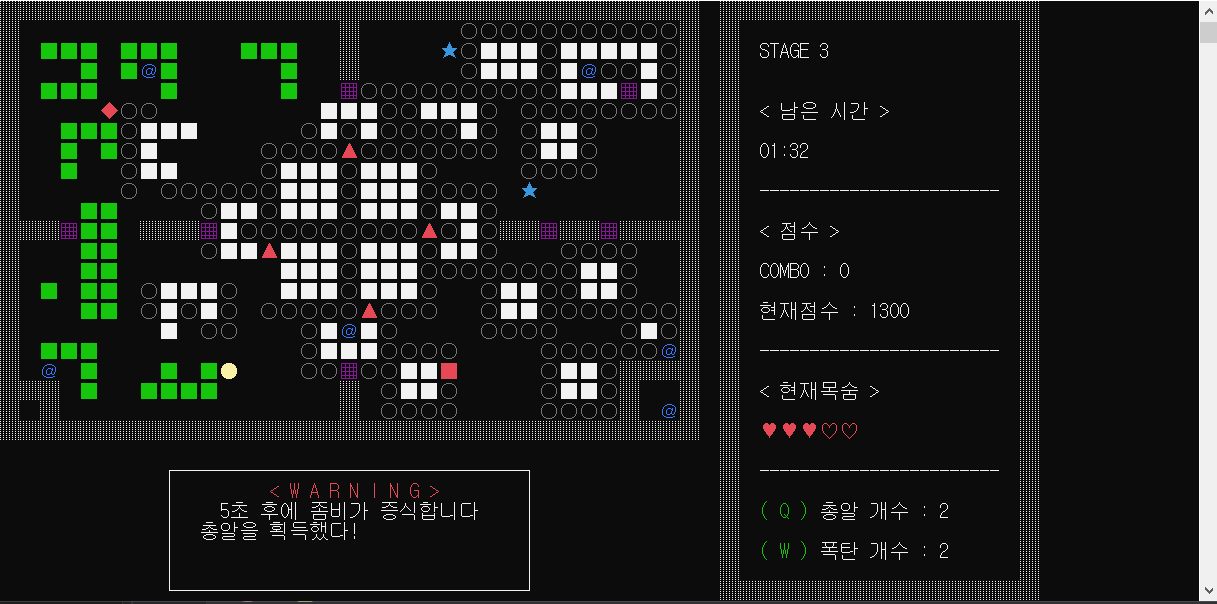 STAGE 3
< 남은 시간 >
01:32
------------------------
< 점수 >
COMBO : 0
현재점수 : 1300
------------------------
< 현재목숨 >
♥♥♥♡♡
------------------------
( Q ) 총알 개수 : 2
( W ) 폭탄 개수 : 2
< W A R N I N G >
5초 후에 좀비가 증식합니다
총알을 획득했다!